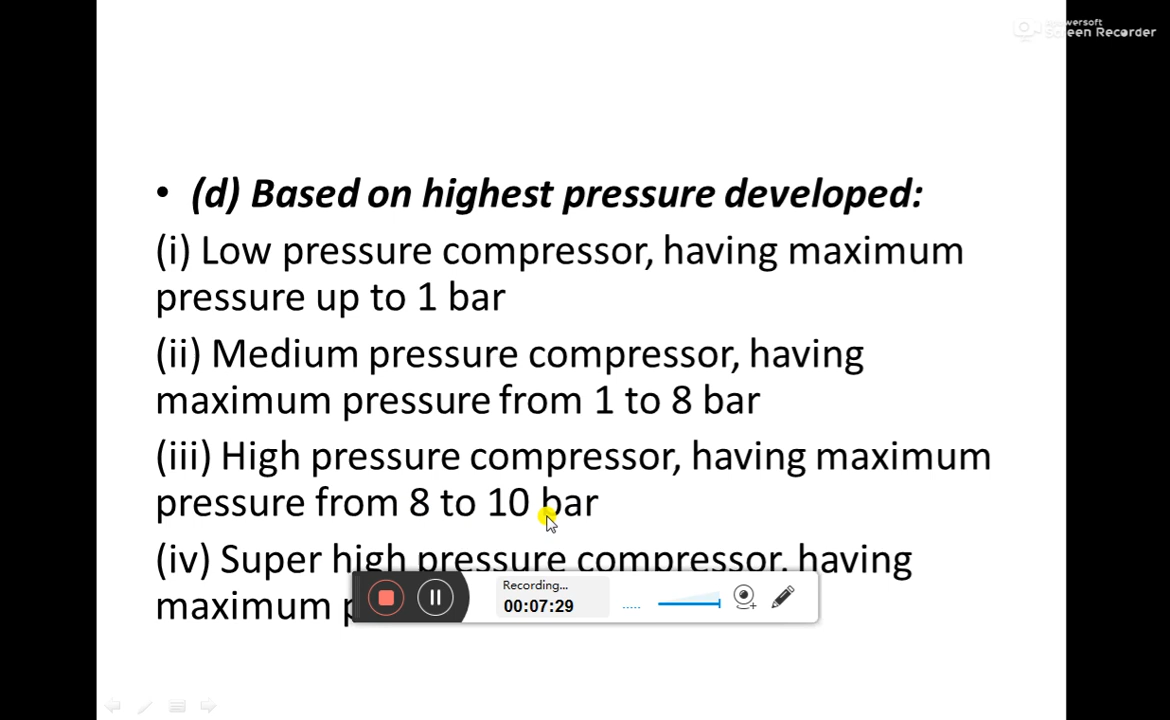 Screen Recorder
• (d) Based on highest pressure developed:
(i) Low pressure compressor, having maximum
pressure up to 1 bar
(ii) Medium pressure compressor, having
maximum pressure from 1 to 8 bar
(iii) High pressure compressor, having maximum
pressure from 8 to 10 bar
(iv) Super high pressure compressor, having
maximum
Recording...
00:07:29